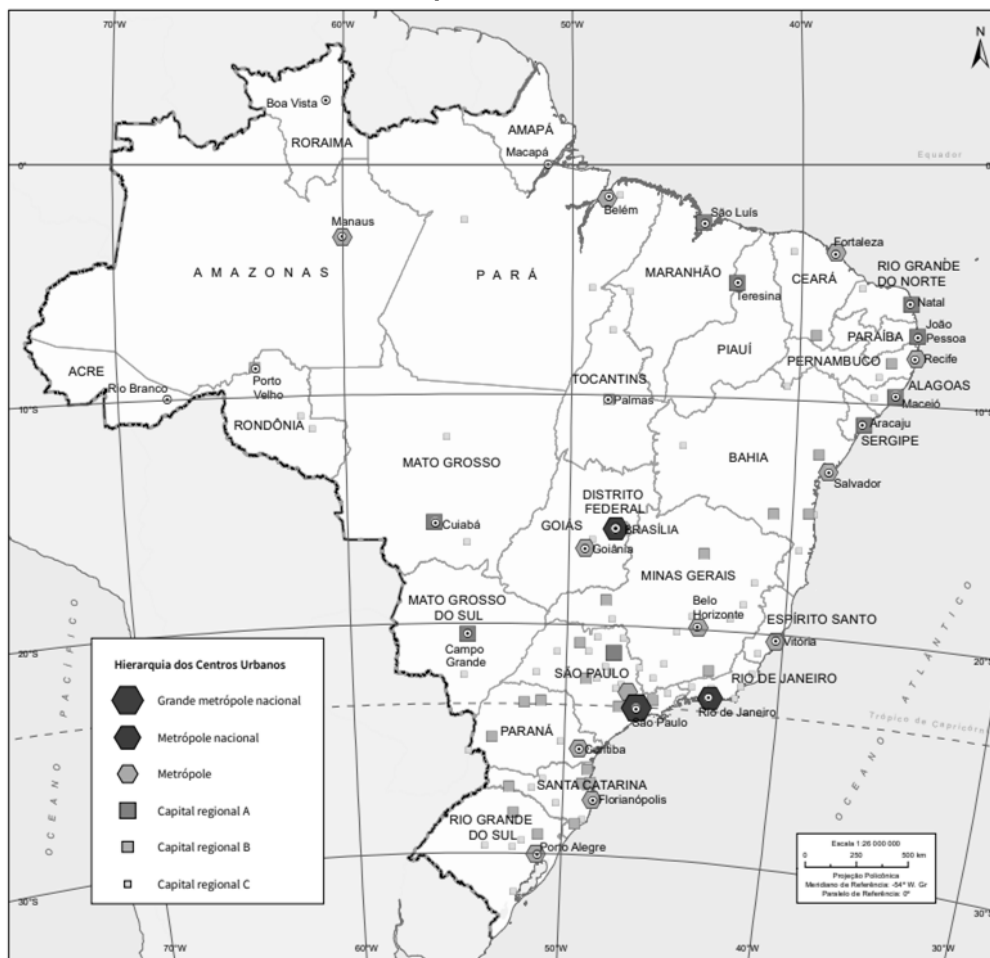 70°W
60°W
50°W
40°W
N
Boa Vista
RORAIMA
AMAPÁ
Macapá
Equador
0°
0°
Belém
São Luís
Manaus
Fortaleza
A M A Z O N A S
P A R Á
MARANHÃO
CEARÁ
RIO GRANDE
DO NORTE
Teresina
Natal
PARAÍBA
João
Pessoa
PIAUÍ
PERNAMBUCO
Recife
ACRE
Rio Branco
Porto
Velho
TOCANTINS
Palmas
ALAGOAS
Maceió
10°S
10°S
RONDÔNIA
Aracaju
SERGIPE
MATO GROSSO
BAHIA
Salvador
DISTRITO
FEDERAL
Cuiabá
GOIÁS
BRASÍLIA
Goiânia
MINAS GERAIS
MATO GROSSO
DO SUL
Belo
Horizonte
ESPÍRITO SANTO
Vitória
20°S
20°S
Campo
Grande
SÃO PAULO
RIO DE JANEIRO
São Paulo
Rio de Janeiro
Trópico de Capricórnio
PARANÁ
Curitiba
SANTA CATARINA
Florianópolis
RIO GRANDE
DO SUL
Porto Alegre
OCEANO PACÍFICO
OCEANO ATLÂNTICO
Hierarquia dos Centros Urbanos
Grande metrópole nacional
Metrópole nacional
Metrópole
Capital regional A
Capital regional B
Capital regional C
Escala 1:26 000 000
0 250 500 km
Projeção Policônica
Meridiano de Referência: -54° W. Gr
Paralelo de Referência: 0°
30°S
30°S
70°W
60°W
50°W
40°W
30°W